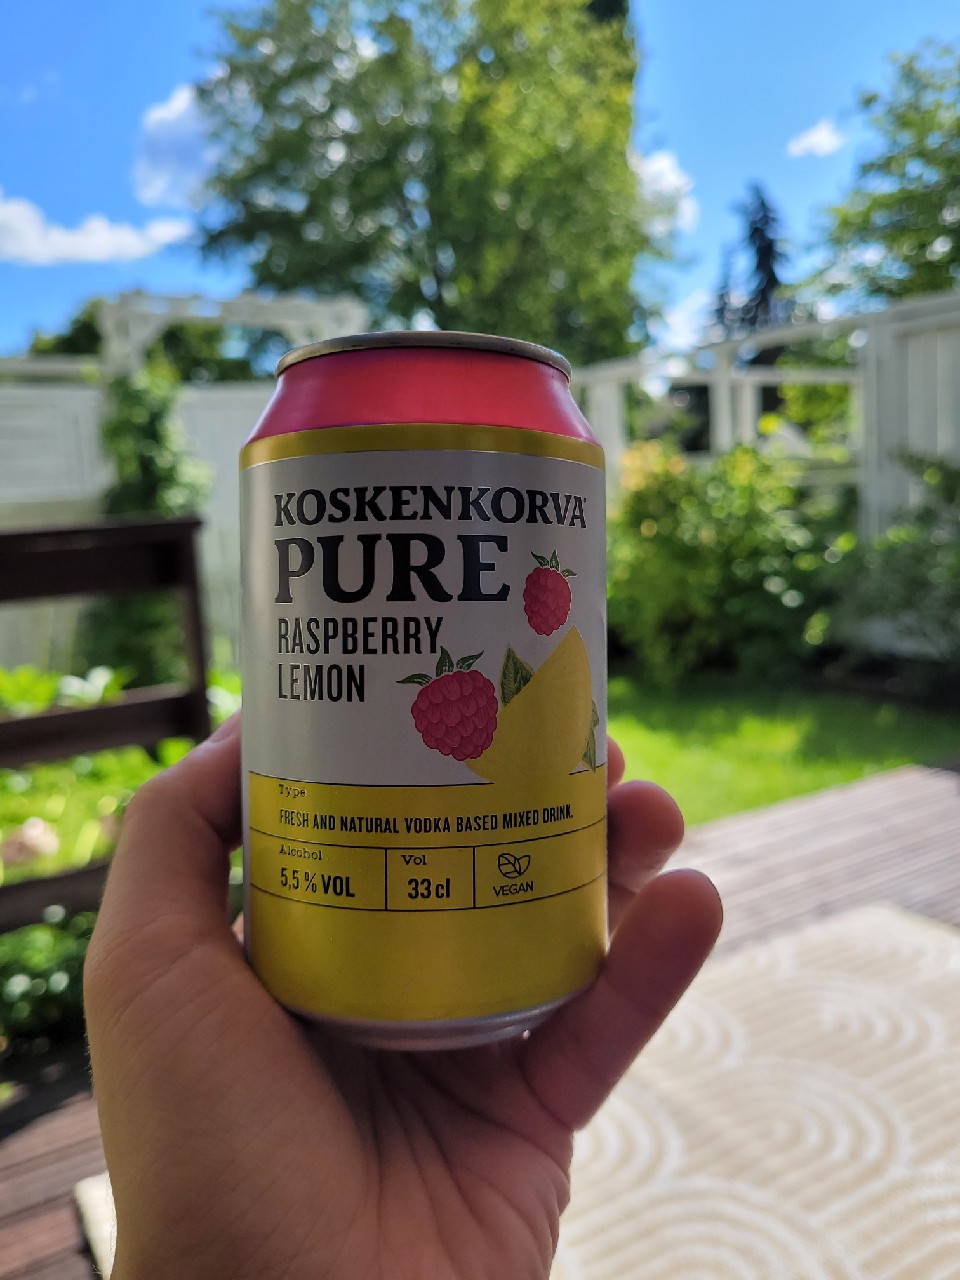 KOSKENKORVA
PURE
RASPBERRY
LEMON
Type
FRESH AND NATURAL VODKA BASED MIXED DRINK.
Alcohol
5,5 % VOL
Vol
33 cl
VEGAN